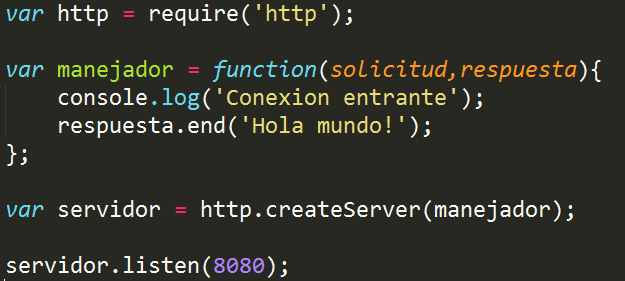 var http = require('http');
var manejador = function(solicitud,respuesta){
console.log('Conexion entrante');
respuesta.end('Hola mundo!');
};
var servidor = http.createServer(manejador);
servidor.listen(8080);